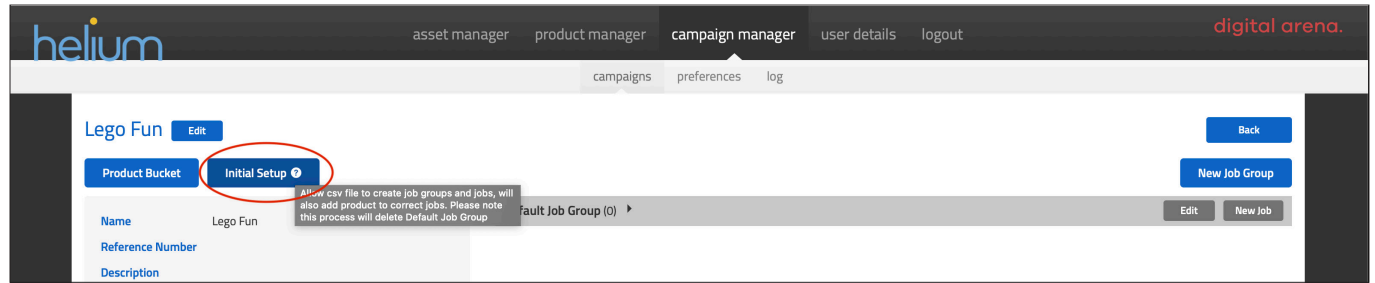 helium
asset manager product manager campaign manager user details logout
digital arena.
campaigns preferences log
Lego Fun Edit
Back
Product Bucket Initial Setup ?
New Job Group
Allow csv file to create job groups and jobs, will
also add product to correct jobs. Please note
this process will delete Default Job Group
fault Job Group (0)
Edit New Job
Name Lego Fun
Reference Number
Description